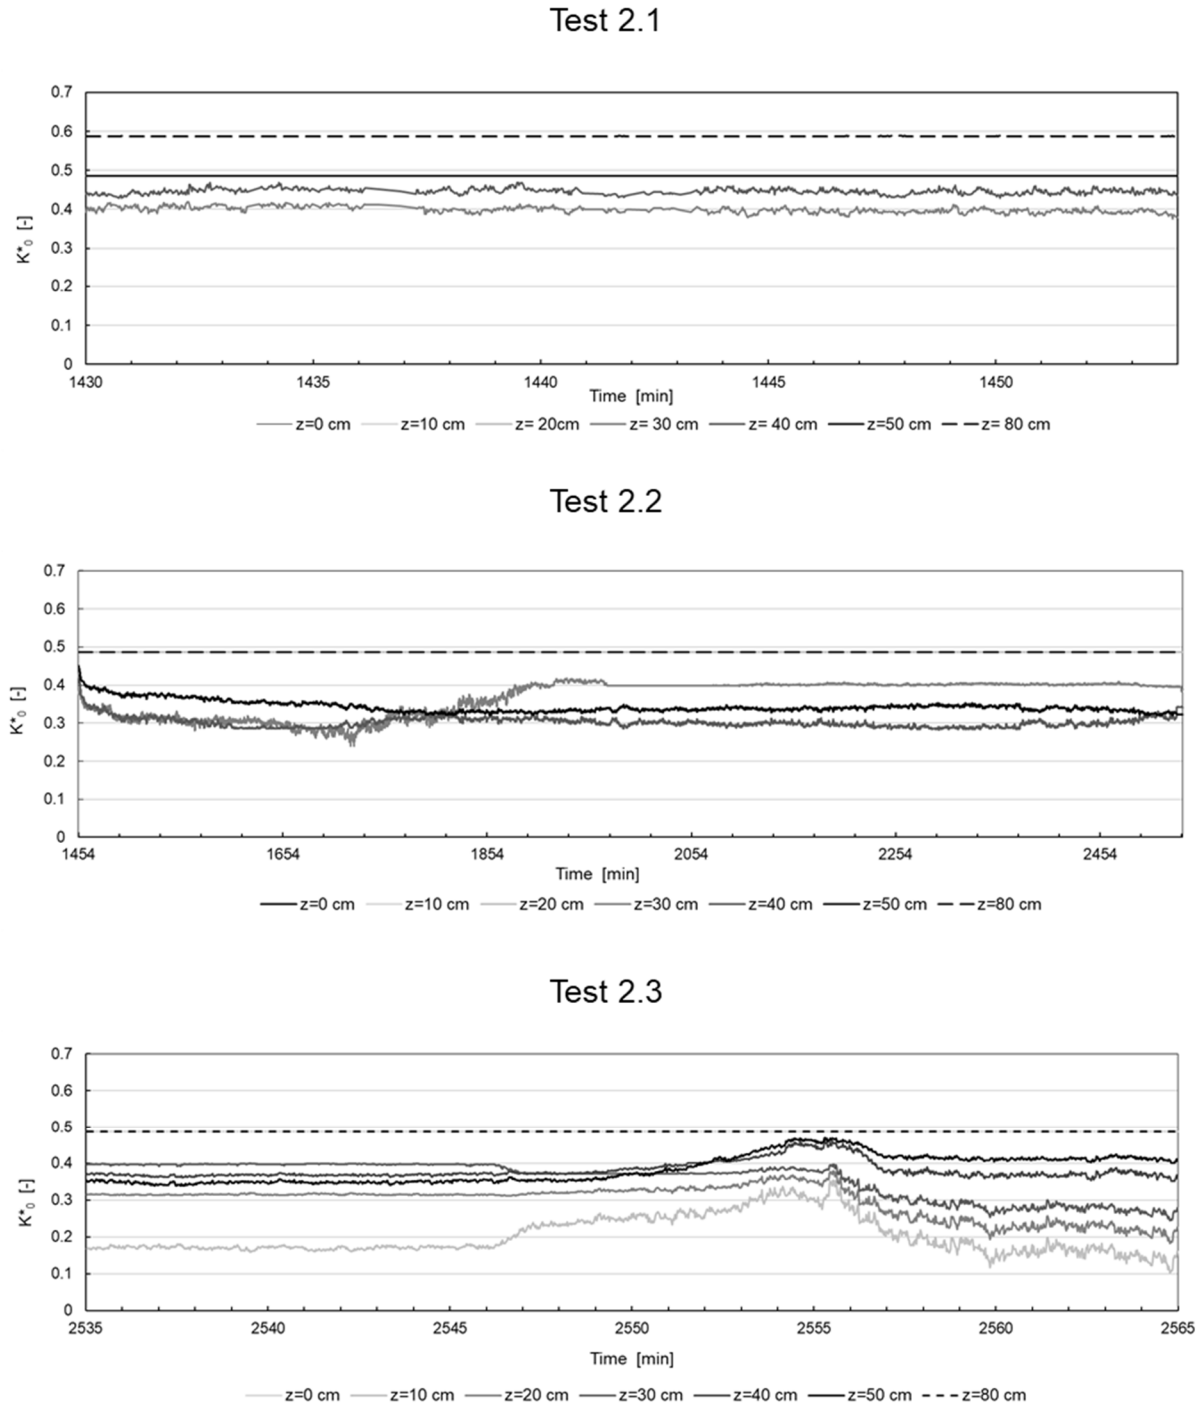 Test 2.1
0.7
0.6
0.5
0.4
0.3
0.2
0.1
0
K*0 [-]
1430 1435 1440 1445 1450
Time [min]
z=0 cm z=10 cm z= 20cm z= 30 cm z= 40 cm z=50 cm z= 80 cm
Test 2.2
0.7
0.6
0.5
0.4
0.3
0.2
0.1
0
K*0 [-]
1454 1654 1854 2054 2254 2454
Time [min]
z=0 cm z=10 cm z=20 cm z=30 cm z=40 cm z=50 cm z=80 cm
Test 2.3
0.7
0.6
0.5
0.4
0.3
0.2
0.1
0
K*0 [-]
2535 2540 2545 2550 2555 2560 2565
Time [min]
z=0 cm z=10 cm z=20 cm z=30 cm z=40 cm z=50 cm z=80 cm